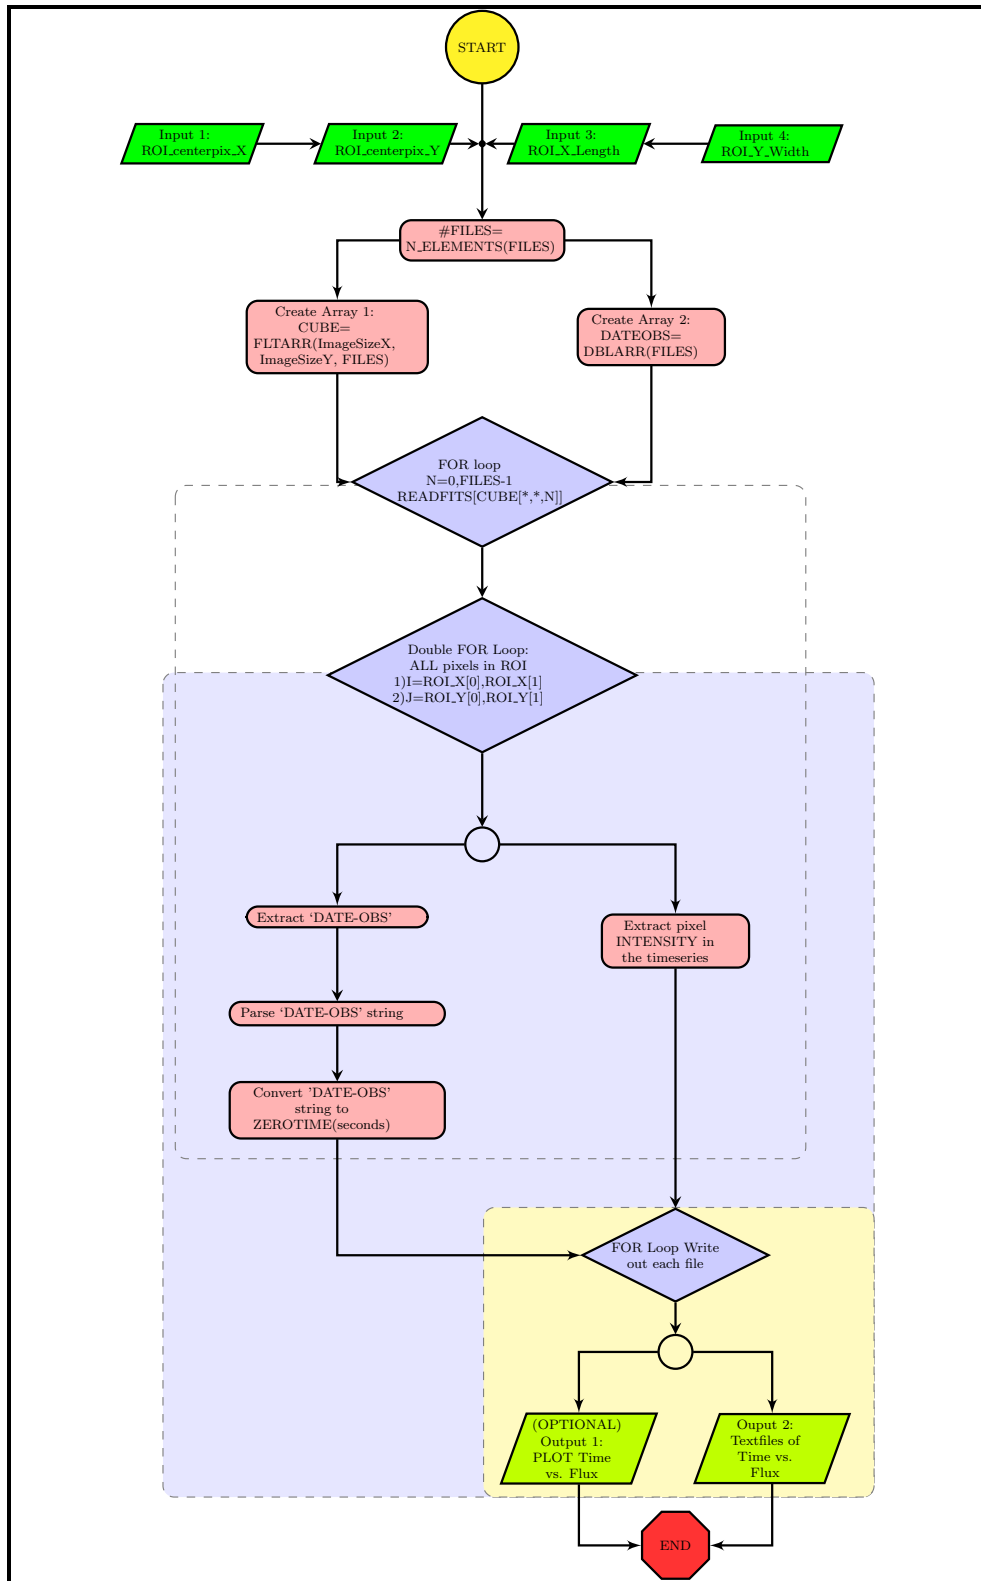 START
Input 1:
ROI_centerpix_X
Input 2:
ROI_centerpix_Y
Input 3:
ROI_X_Length
Input 4:
ROI_Y_Width
#FILES=
N_ELEMENTS(FILES)
Create Array 1:
CUBE=
FLTARR(ImageSizeX,
ImageSizeY, FILES)
Create Array 2:
DATEOBS=
DBLARR(FILES)
FOR loop
N=0,FILES-1
READFITS[CUBE[*,*,N]]
Double FOR Loop:
ALL pixels in ROI
1)I=ROI_X[0],ROI_X[1]
2)J=ROI_Y[0],ROI_Y[1]
Extract ‘DATE-OBS’
Extract pixel
INTENSITY in
the timeseries
Parse ‘DATE-OBS’ string
Convert ’DATE-OBS’
string to
ZEROTIME(seconds)
FOR Loop Write
out each file
(OPTIONAL)
Output 1:
PLOT Time
vs. Flux
Ouput 2:
Textfiles of
Time vs.
Flux
END